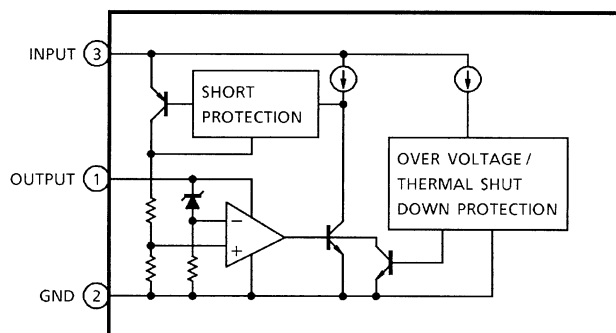 INPUT 3
SHORT
PROTECTION
OVER VOLTAGE /
THERMAL SHUT
DOWN PROTECTION
OUTPUT 1
−
+
GND 2